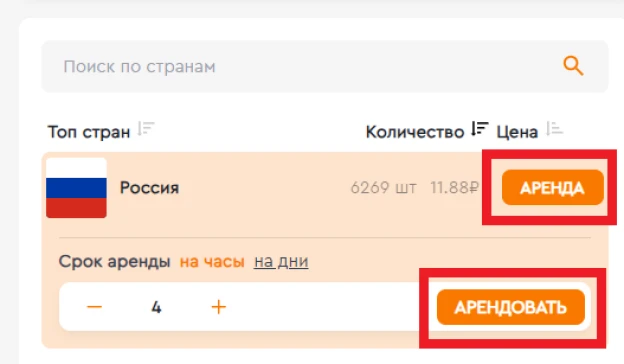 Поиск по странам
Топ стран Количество Цена
Россия 6269 шт 11.88₽ АРЕНДА
Срок аренды на часы на дни
− 4 + АРЕНДОВАТЬ